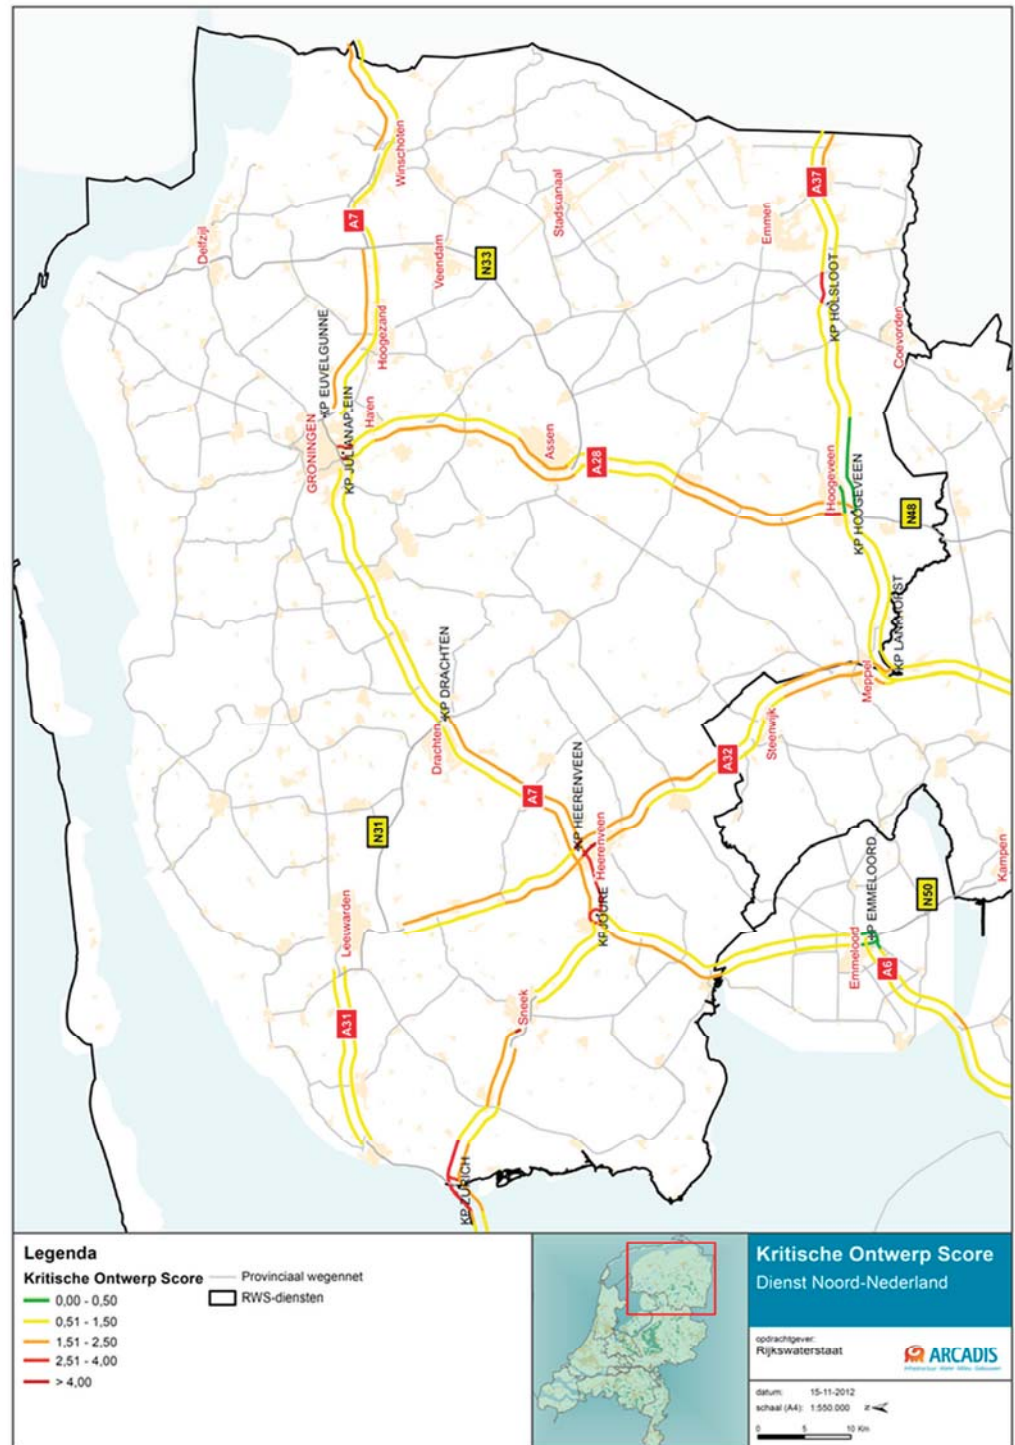 Winschoten
A7
A37
Delfzijl
Stadskanaal
Emmen
Veendam
N33
KP HOLSLOOT
KP EUVELGUNNE
Hoogezand
Coevorden
KP JULIANAPLEIN
Haren
GRONINGEN
Assen
A28
Hoogeveen
KP HOOGEVEEN
N48
KP LANKHORST
KP DRACHTEN
Drachten
Meppel
Steenwijk
A32
KP HEERENVEEN
A7
N31
Heerenveen
KP EMMELOORD
Kampen
N50
Leeuwarden
KP JOURE
Emmeloord
A6
Sneek
A31
KP ZURICH
Legenda
Kritische Ontwerp Score
0,00 - 0,50
0,51 - 1,50
1,51 - 2,50
2,51 - 4,00
> 4,00
Provinciaal wegennet
RWS-diensten
Kritische Ontwerp Score
Dienst Noord-Nederland
opdrachtgever:
Rijkswaterstaat
ARCADIS
datum: 15-11-2012
schaal (A4): 1:550.000 z
0 5 10 Km